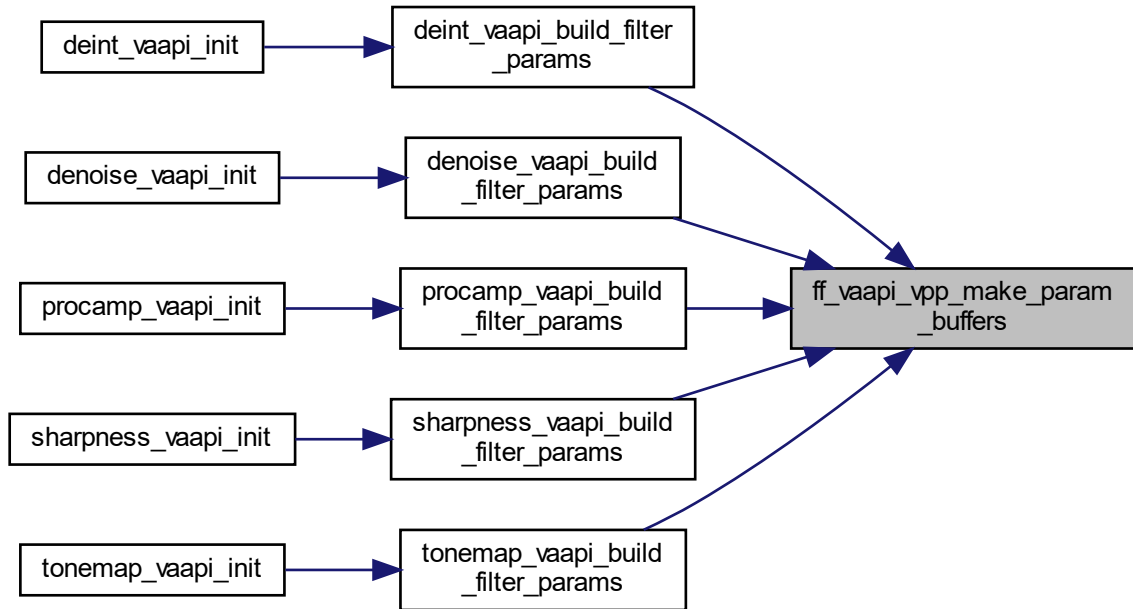 deint_vaapi_init
deint_vaapi_build_filter
_params
denoise_vaapi_init
denoise_vaapi_build
_filter_params
procamp_vaapi_init
procamp_vaapi_build
_filter_params
ff_vaapi_vpp_make_param
_buffers
sharpness_vaapi_init
sharpness_vaapi_build
_filter_params
tonemap_vaapi_init
tonemap_vaapi_build
_filter_params